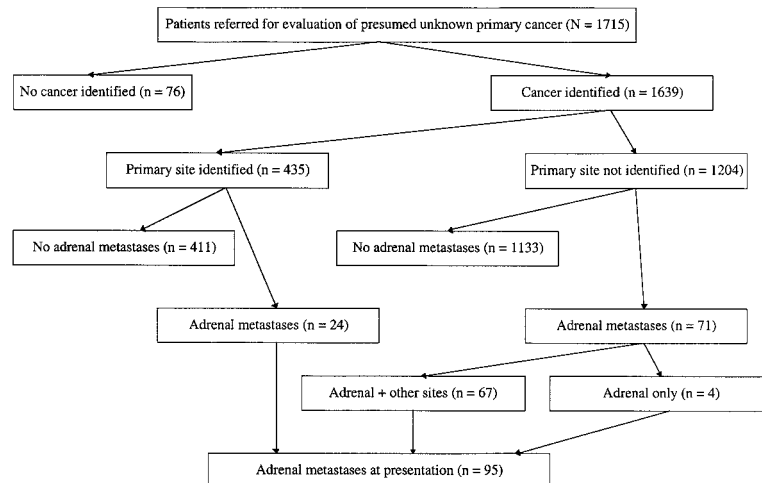 Patients referred for evaluation of presumed unknown primary cancer (N = 1715)
No cancer identified (n = 76)
Cancer identified (n = 1639)
Primary site identified (n = 435)
Primary site not identified (n = 1204)
No adrenal metastases (n = 411)
No adrenal metastases (n = 1133)
Adrenal metastases (n = 24)
Adrenal metastases (n = 71)
Adrenal + other sites (n = 67)
Adrenal only (n = 4)
Adrenal metastases at presentation (n = 95)